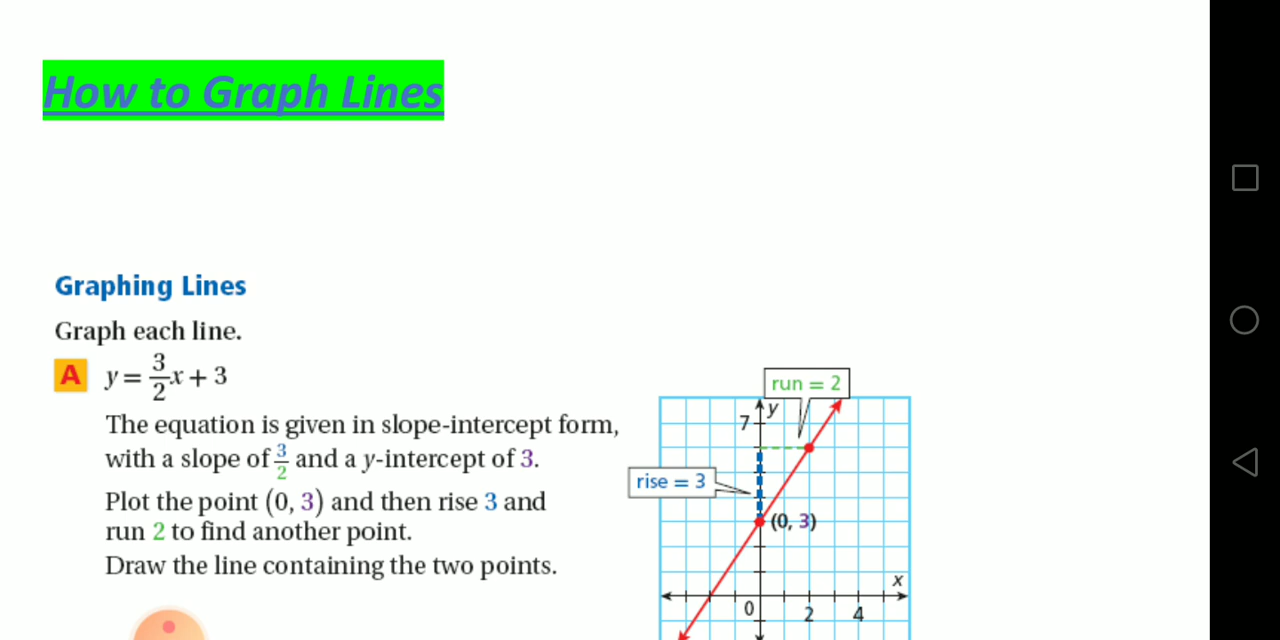 How to Graph Lines
Graphing Lines
Graph each line.
A y = 3/2 x + 3
The equation is given in slope-intercept form,
with a slope of 3/2 and a y-intercept of 3.
Plot the point (0, 3) and then rise 3 and
run 2 to find another point.
Draw the line containing the two points.
run = 2
y
7
rise = 3
(0, 3)
x
0 2 4